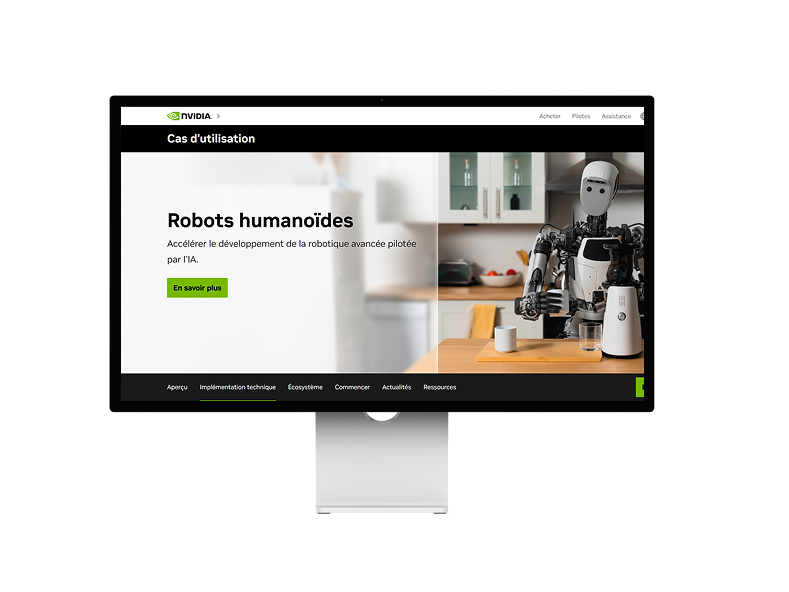 NVIDIA.
Acheter Pilotes Assistance
Cas d'utilisation
Robots humanoïdes
Accélérer le développement de la robotique avancée pilotée
par l'IA.
En savoir plus
Aperçu Implémentation technique Écosystème Commencer Actualités Ressources